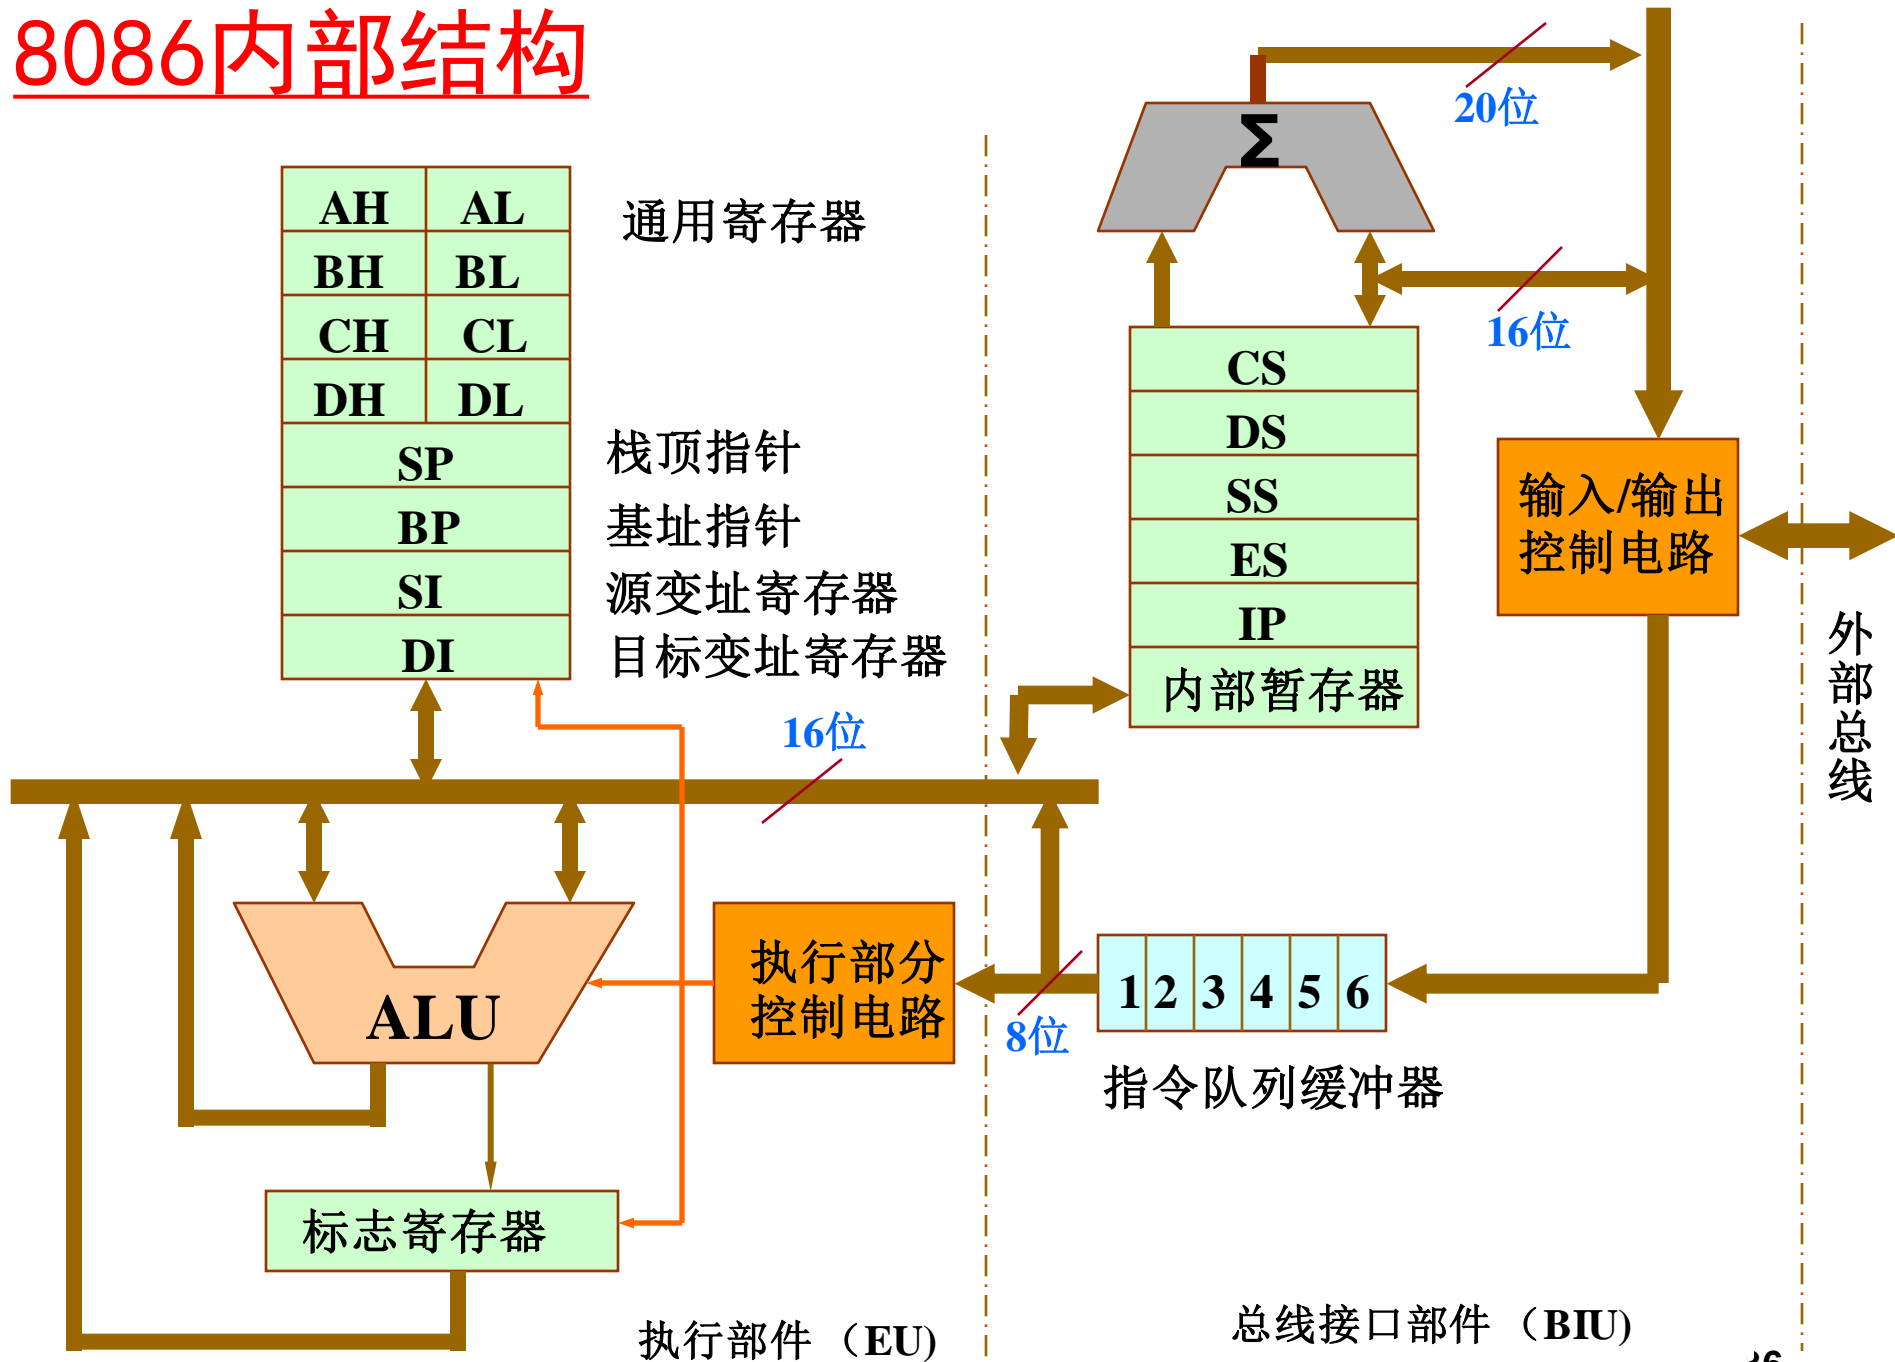 8086内部结构
20位
Σ
AH AL
通用寄存器
BH BL
CH CL
16位
DH DL
CS
SP
栈顶指针
DS
BP
基址指针
SS
输入/输出
控制电路
SI
源变址寄存器
ES
DI
目标变址寄存器
IP
内部暂存器
外部总线
16位
执行部分
控制电路
1 2 3 4 5 6
ALU
8位
指令队列缓冲器
标志寄存器
执行部件 (EU)
总线接口部件 (BIU)